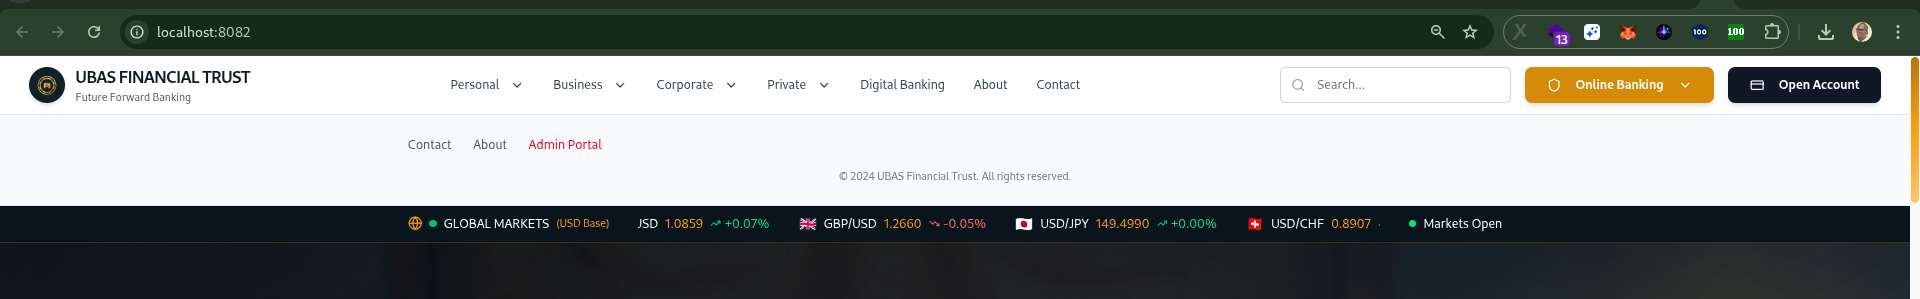 localhost:8082
13
100
100
UBAS FINANCIAL TRUST
Future Forward Banking
Personal
Business
Corporate
Private
Digital Banking
About
Contact
Search...
Online Banking
Open Account
Contact
About
Admin Portal
© 2024 UBAS Financial Trust. All rights reserved.
GLOBAL MARKETS (USD Base)
JSD 1.0859 +0.07%
GBP/USD 1.2660 -0.05%
USD/JPY 149.4990 +0.00%
USD/CHF 0.8907
Markets Open